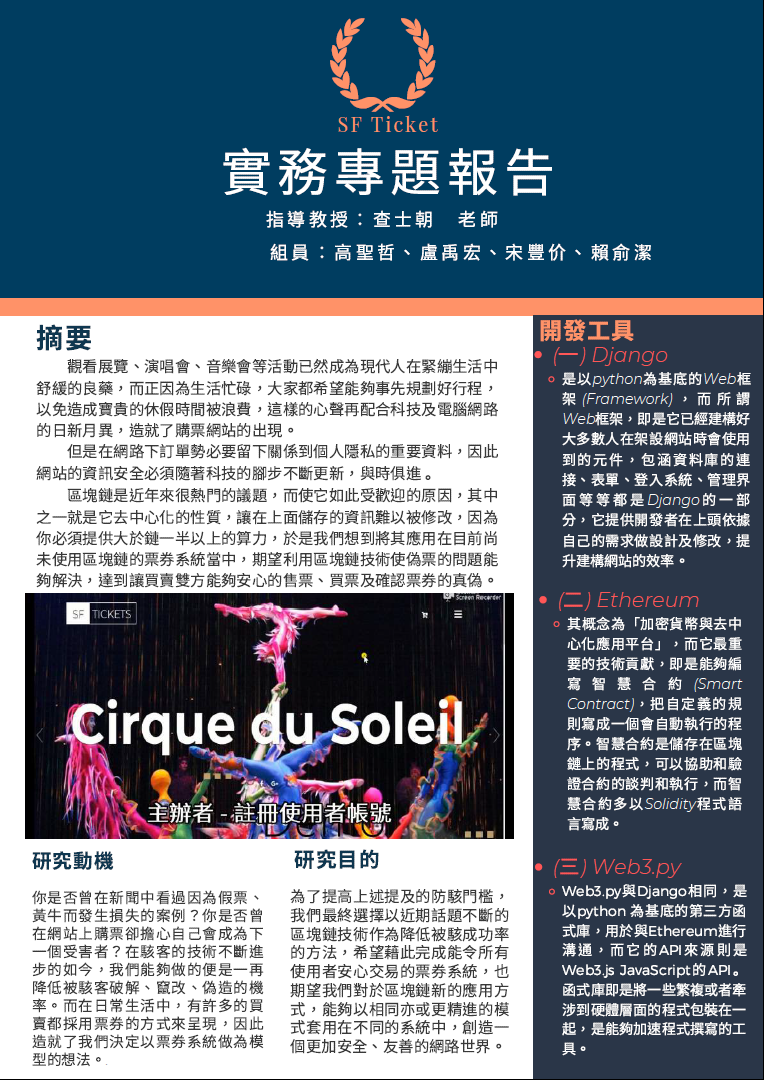 SF Ticket
實務專題報告
指導教授：查士朝　老師
組員：高聖哲、盧禹宏、宋豐价、賴俞潔
摘要
觀看展覽、演唱會、音樂會等活動已然成為現代人在緊繃生活中
舒緩的良藥，而正因為生活忙碌，大家都希望能夠事先規劃好行程，
以免造成寶貴的休假時間被浪費，這樣的心聲再配合科技及電腦網路
的日新月異，造就了購票網站的出現。
但是在網路下訂單勢必要留下關係到個人隱私的重要資料，因此
網站的資訊安全必須隨著科技的腳步不斷更新，與時俱進。
區塊鏈是近年來很熱門的議題，而使它如此受歡迎的原因，其中
之一就是它去中心化的性質，讓在上面儲存的資訊難以被修改，因為
你必須提供大於鏈一半以上的算力，於是我們想到將其應用在目前尚
未使用區塊鏈的票券系統當中，期望利用區塊鏈技術使偽票的問題能
夠解決，達到讓買賣雙方能夠安心的售票、買票及確認票券的真偽。
Screen Recorder
SF TICKETS
Cirque du Soleil
主辦者 - 註冊使用者帳號
研究動機
你是否曾在新聞中看過因為假票、
黃牛而發生損失的案例？你是否曾
在網站上購票卻擔心自己會成為下
一個受害者？在駭客的技術不斷進
步的如今，我們能夠做的便是一再
降低被駭客破解、竄改、偽造的機
率。而在日常生活中，有許多的買
賣都採用票券的方式來呈現，因此
造就了我們決定以票券系統做為模
型的想法。
研究目的
為了提高上述提及的防駭門檻，
我們最終選擇以近期話題不斷的
區塊鏈技術作為降低被駭成功率
的方法，希望藉此完成能令所有
使用者安心交易的票券系統，也
期望我們對於區塊鏈新的應用方
式，能夠以相同亦或更精進的模
式套用在不同的系統中，創造一
個更加安全、友善的網路世界。
開發工具
(一) Django
是以python為基底的Web框
架 (Framework) ，而所謂
Web框架，即是它已經建構好
大多數人在架設網站時會使用
到的元件，包涵資料庫的連
接、表單、登入系統、管理界
面等等都是Django的一部
分，它提供開發者在上頭依據
自己的需求做設計及修改，提
升建構網站的效率。
(二) Ethereum
其概念為「加密貨幣與去中
心化應用平台」，而它最重
要的技術貢獻，即是能夠編
寫智慧合約 (Smart
Contract)，把自定義的規
則寫成一個會自動執行的程
序。智慧合約是儲存在區塊
鏈上的程式，可以協助和驗
證合約的談判和執行，而智
慧合約多以Solidity程式語
言寫成。
(三) Web3.py
Web3.py與Django相同，是
以python 為基底的第三方函
式庫，用於與Ethereum進行
溝通，而它的API來源則是
Web3.js JavaScript的API。
函式庫即是將一些繁複或者牽
涉到硬體層面的程式包裝在一
起，是能夠加速程式撰寫的工
具。